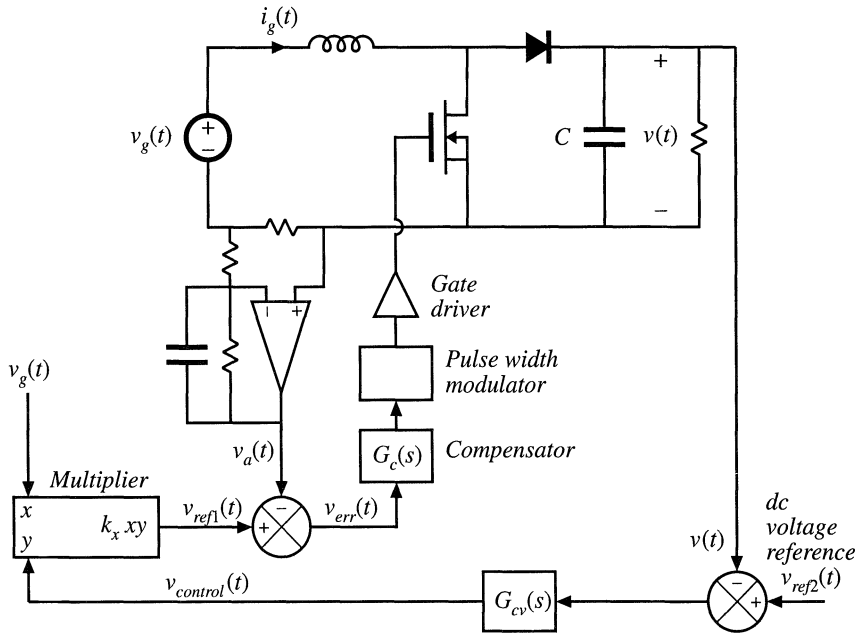 i_g(t)
v_g(t)
+
−
C
+
v(t)
−
−
+
Gate
driver
Pulse width
modulator
v_g(t)
v_a(t)
G_c(s)
Compensator
Multiplier
x
y
k_x xy
v_ref1(t)
−
+
v_err(t)
dc
voltage
reference
v(t)
v_control(t)
G_cv(s)
−
+
v_ref2(t)